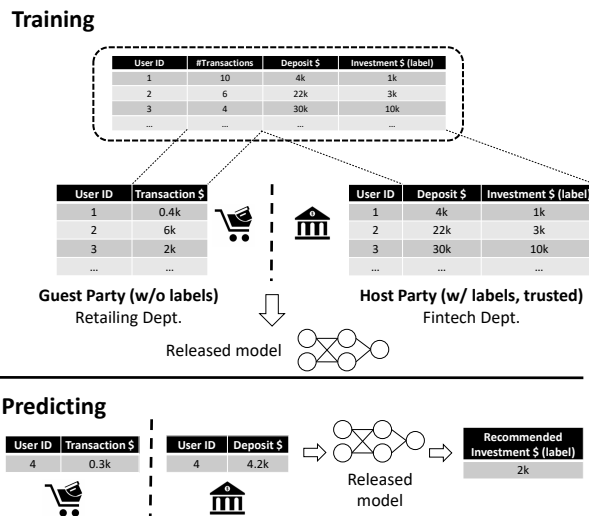 Training
User ID #Transactions Deposit $ Investment $ (label)
1 10 4k 1k
2 6 22k 3k
3 4 30k 10k
... ... ... ...
User ID Transaction $
1 0.4k
2 6k
3 2k
... ...
User ID Deposit $ Investment $ (label)
1 4k 1k
2 22k 3k
3 30k 10k
... ... ...
Guest Party (w/o labels)
Retailing Dept.
Host Party (w/ labels, trusted)
Fintech Dept.
Released model
Predicting
User ID Transaction $
4 0.3k
User ID Deposit $
4 4.2k
Released
model
Recommended
Investment $ (label)
2k